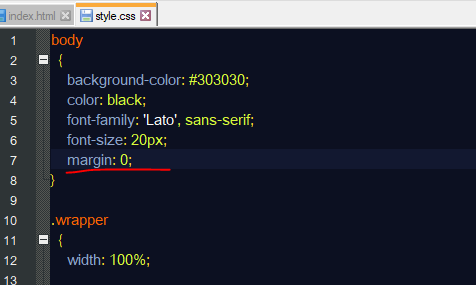 index.html style.css
1 body
2 {
3 background-color: #303030;
4 color: black;
5 font-family: 'Lato', sans-serif;
6 font-size: 20px;
7 margin: 0;
8 }
9
10 .wrapper
11 {
12 width: 100%;
13